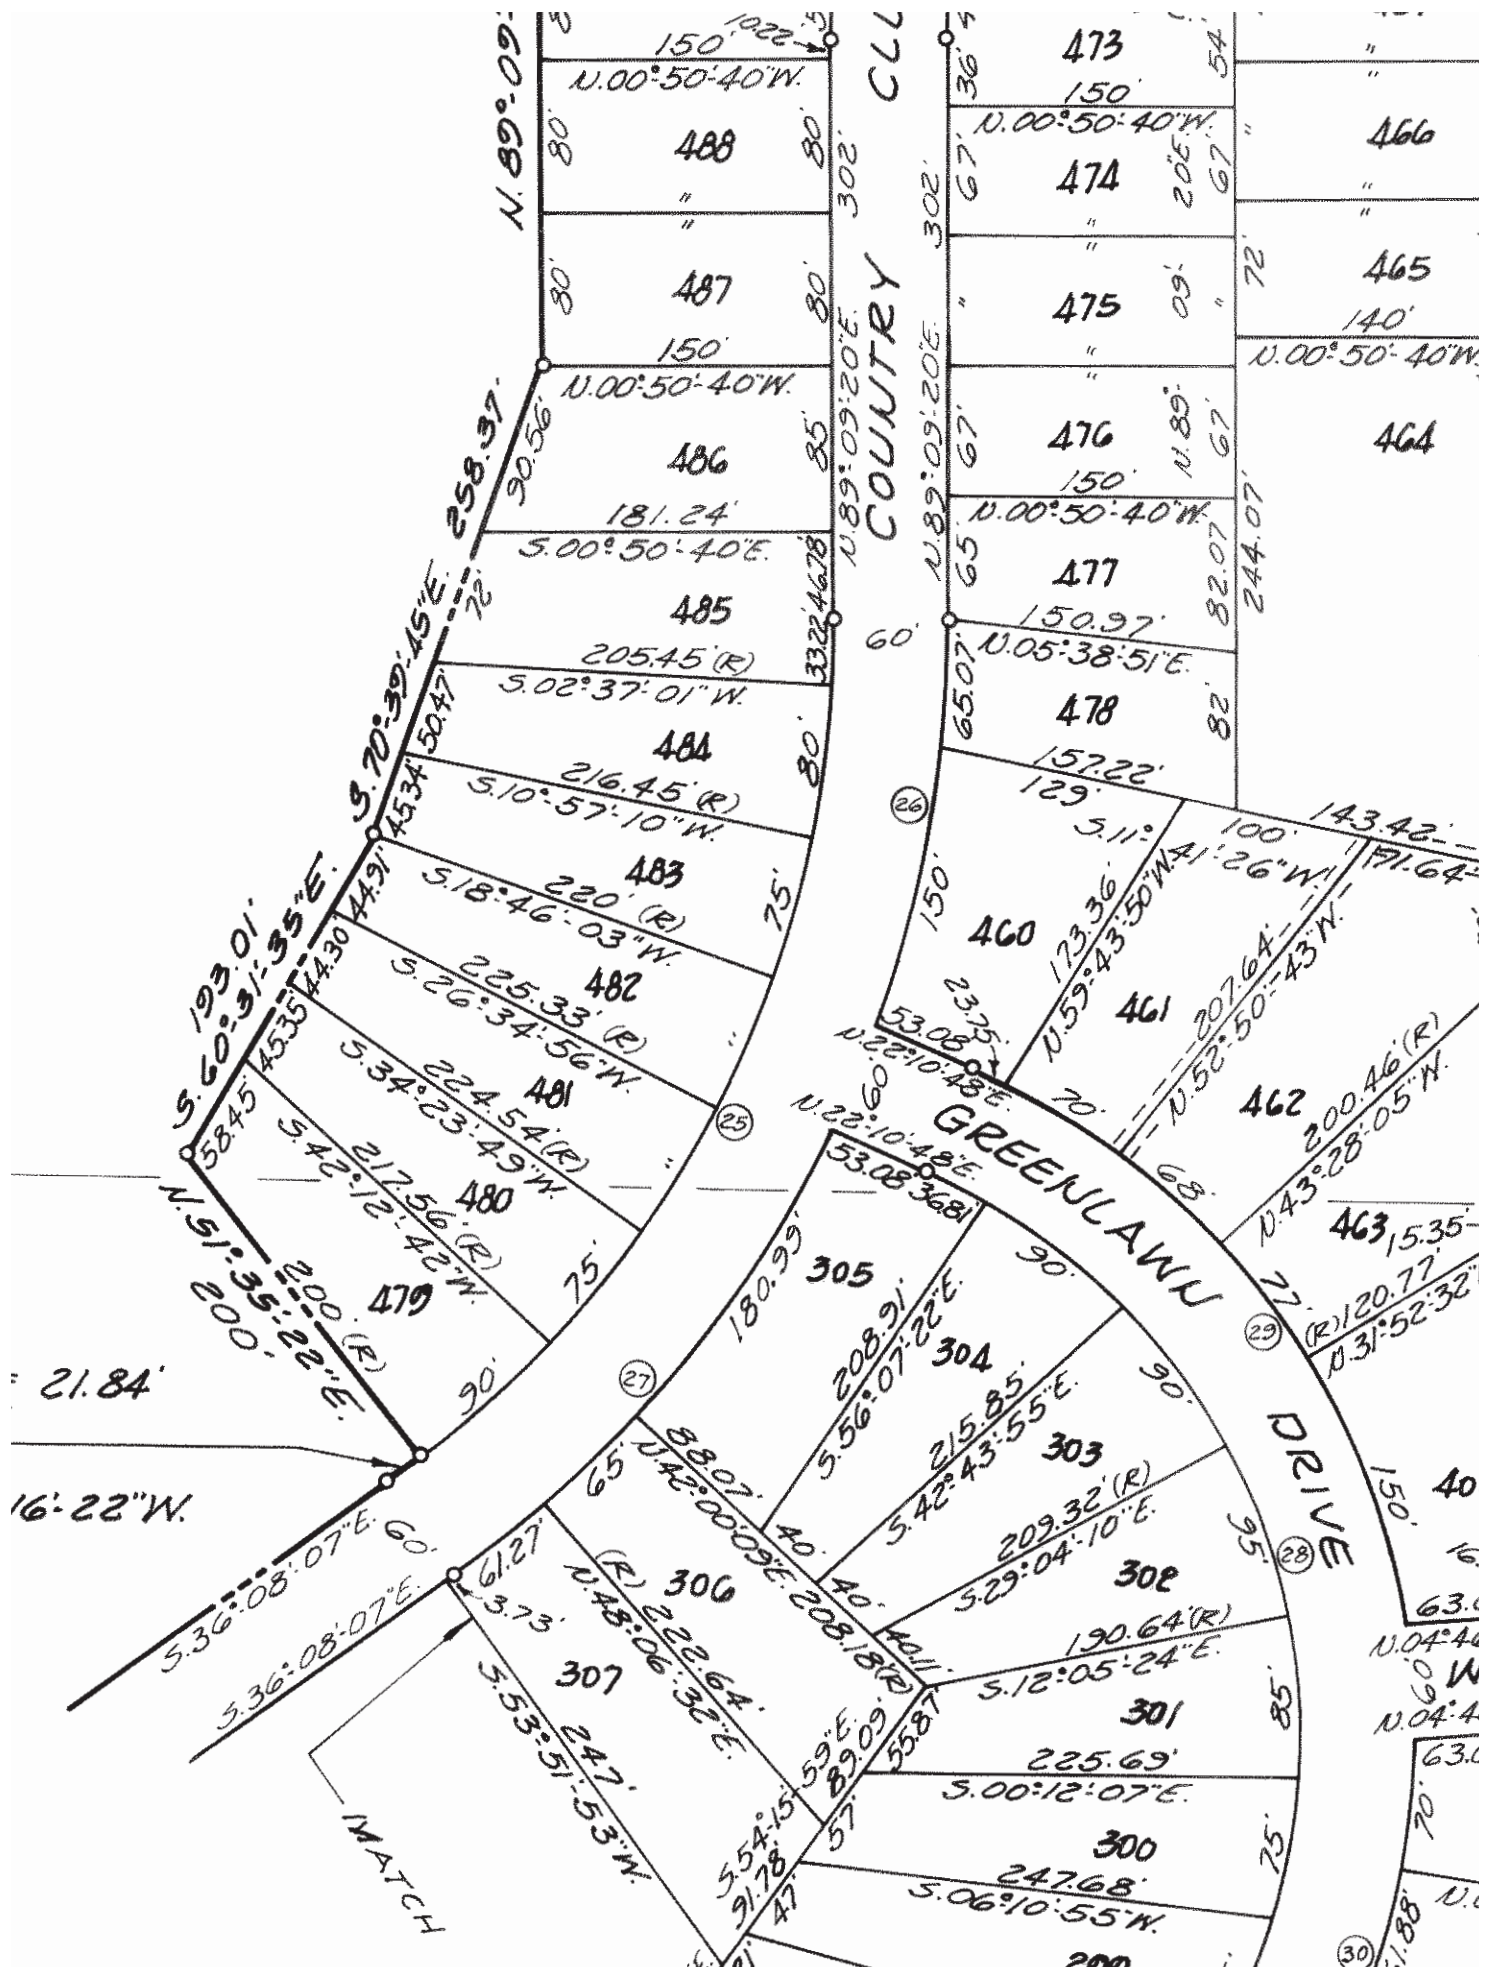 N.89°-09'-
150'
10.22
N.00°-50'-40"W.
80'
488
80'
302'
"
"
80'
487
80'
150'
N.00°-50'-40"W.
N.89°-09'-20"E.
COUNTRY CLU
302'
N.89°-09'-20"E.
36'
473
54'
150'
N.00°-50'-40"W.
67'
474
20"E.
67'
"
"
"
475
09'-
"
"
"
67'
476
N.89°-
67'
150'
N.00°-50'-40"W.
65'
477
82.07'
244.07'
150.97'
N.05°-38'-51"E.
65.07'
478
82'
157.22'
"
"
"
466
"
"
72'
465
140'
N.00°-50'-40"W.
464
258.37'
S.70°-39'-45"E.
90.56'
486
85'
181.24'
S.00°-50'-40"E.
72'
485
46.78'
33.22'
60'
205.45' (R)
S.02°-37'-01"W.
50.47'
484
80'
216.45' (R)
S.10°-57'-10"W.
45.34'
483
75'
220' (R)
S.18°-46'-03"W.
193.01'
S.60°-31'-35"E.
44.91'
482
"
225.33' (R)
S.26°-34'-56"W.
44.30'
481
"
224.54' (R)
S.34°-23'-49"W.
45.35'
480
75'
217.56' (R)
S.42°-12'-42"W.
58.45'
479
90'
200' (R)
N.51°-35'-22"E.
200'
25
26
129'
S.11°-41'-26"W.
100'
143.42'
171.64'
150'
460
173.36'
N.59°-43'-50"W.
23.75'
53.08'
N.22°-10'-48"E.
461
207.64'
N.52°-50'-43"W.
70'
462
200.46' (R)
N.43°-28'-05"W.
68'
463
15.35'
77'
(R) 120.77'
N.31°-52'-32"
60'
N.22°-10'-48"E.
53.08'
36.81'
GREENLAWN DRIVE
29
180.99'
305
90'
208.91'
S.56°-07'-22"E.
304
90'
215.85'
S.42°-43'-55"E.
303
209.32' (R)
S.29°-04'-10"E.
302
95'
28
190.64' (R)
S.12°-05'-24"E.
301
85'
225.69'
S.00°-12'-07"E.
300
75'
247.68'
S.06°-10'-55"W.
27
88.07'
N.42°-00'-09"E. 208.18' (R)
40'
40'
40.11'
65'
306
61.27'
3.73'
(R) 222.64'
N.48°-06'-32"E.
307
247'
S.53°-51'-53"W.
S.54°-15'-59"E.
89.09'
91.78'
55.87'
57'
47'
= 21.84'
16'-22"W.
60'
S.36°-08'-07"E.
S.36°-08'-07"E.
MATCH
150'
40
63.0
N.04°-46
60'
W
N.04°-4
63.0
70'
30